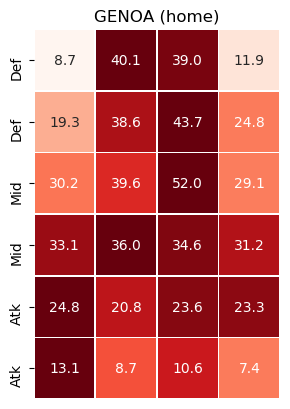 GENOA (home)
Def 8.7 40.1 39.0 11.9
Def 19.3 38.6 43.7 24.8
Mid 30.2 39.6 52.0 29.1
Mid 33.1 36.0 34.6 31.2
Atk 24.8 20.8 23.6 23.3
Atk 13.1 8.7 10.6 7.4